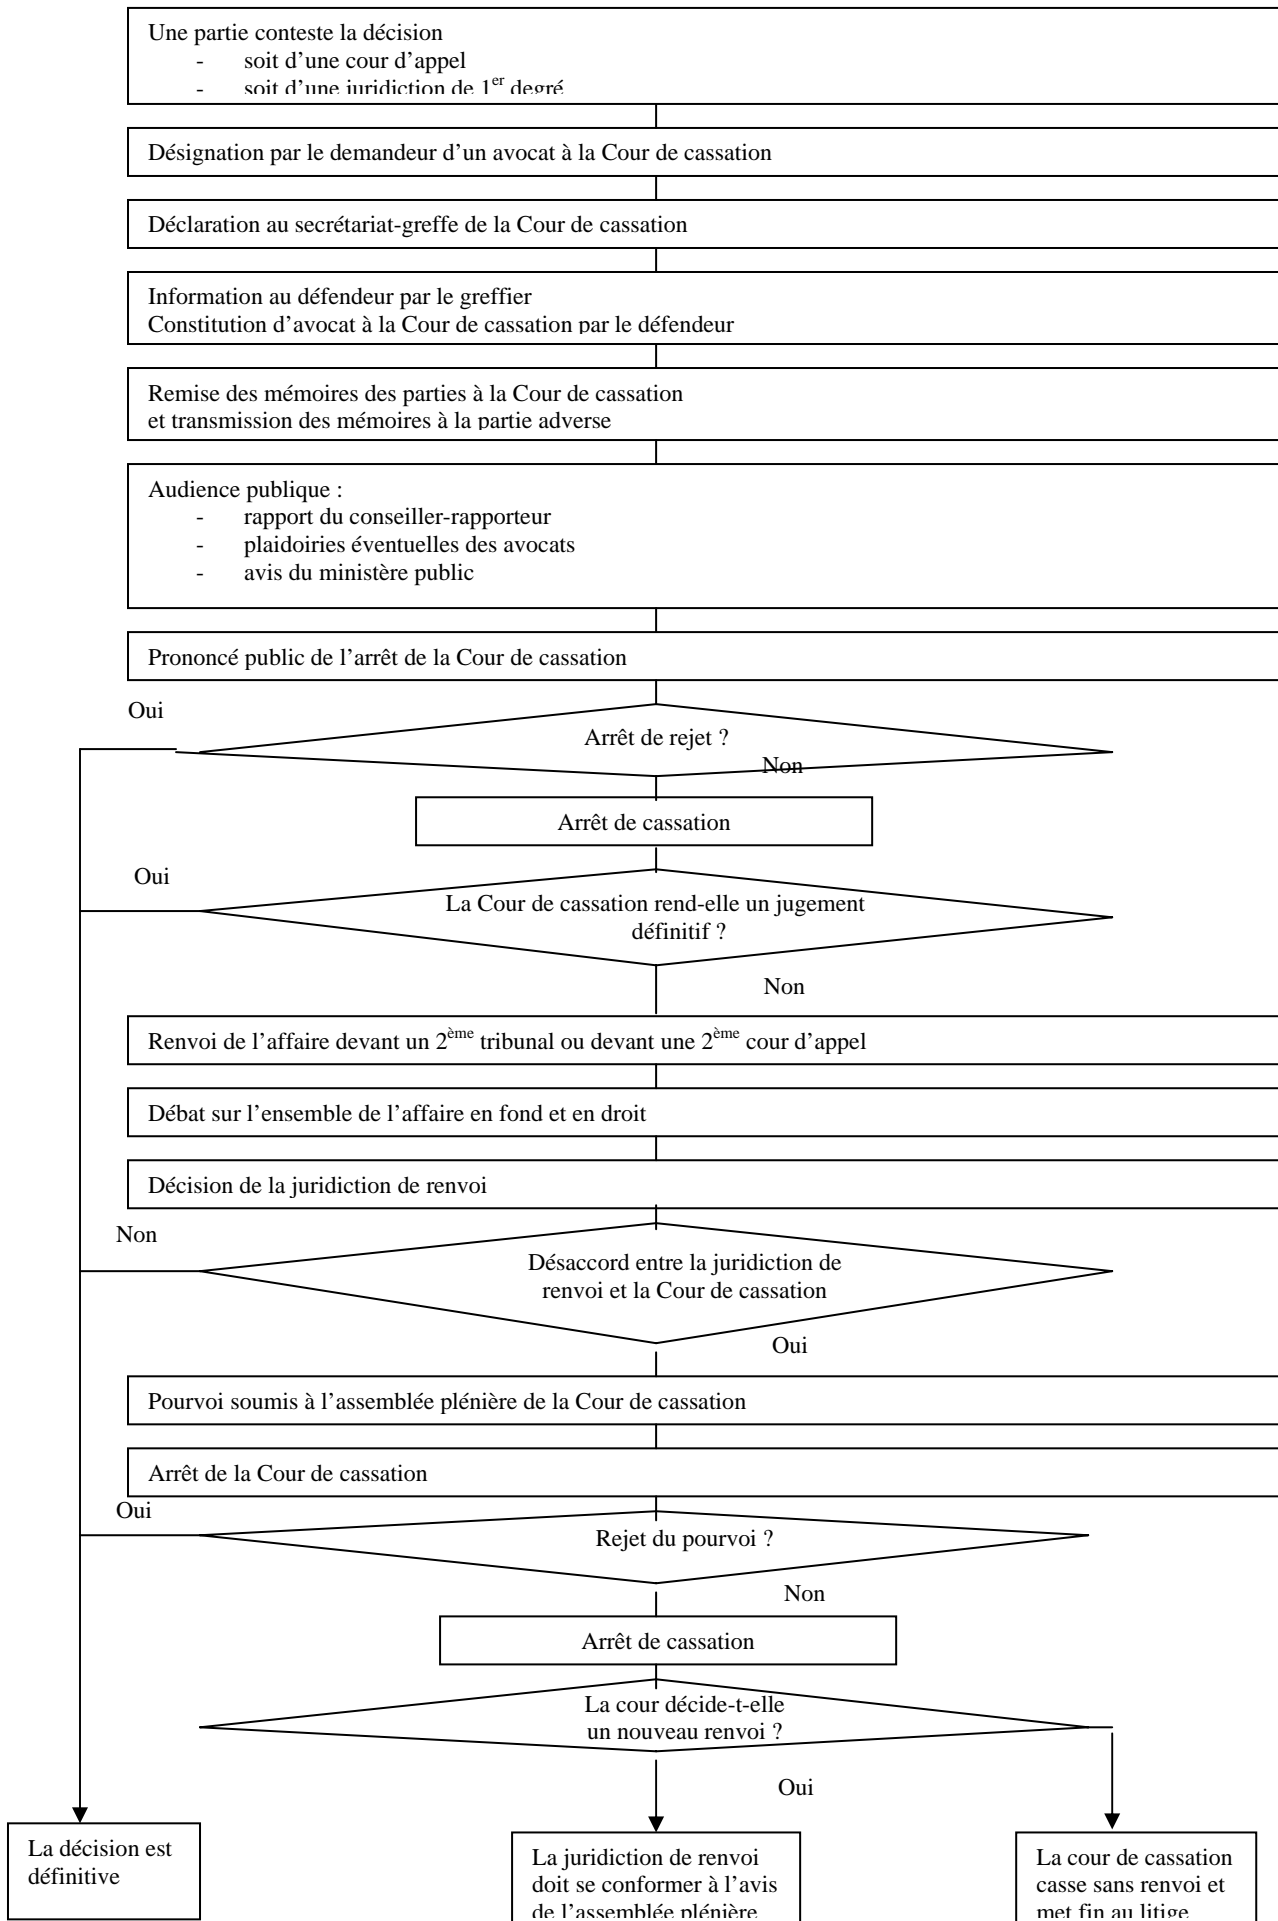 Une partie conteste la décision
- soit d’une cour d’appel
- soit d’une juridiction de 1er degré
Désignation par le demandeur d’un avocat à la Cour de cassation
Déclaration au secrétariat-greffe de la Cour de cassation
Information au défendeur par le greffier
Constitution d’avocat à la Cour de cassation par le défendeur
Remise des mémoires des parties à la Cour de cassation
et transmission des mémoires à la partie adverse
Audience publique :
- rapport du conseiller-rapporteur
- plaidoiries éventuelles des avocats
- avis du ministère public
Prononcé public de l’arrêt de la Cour de cassation
Oui
Arrêt de rejet ?
Non
Arrêt de cassation
Oui
La Cour de cassation rend-elle un jugement
définitif ?
Non
Renvoi de l’affaire devant un 2ème tribunal ou devant une 2ème cour d’appel
Débat sur l’ensemble de l’affaire en fond et en droit
Décision de la juridiction de renvoi
Non
Désaccord entre la juridiction de
renvoi et la Cour de cassation
Oui
Pourvoi soumis à l’assemblée plénière de la Cour de cassation
Arrêt de la Cour de cassation
Oui
Rejet du pourvoi ?
Non
Arrêt de cassation
La cour décide-t-elle
un nouveau renvoi ?
Oui
La décision est
définitive
La juridiction de renvoi
doit se conformer à l’avis
de l’assemblée plénière
La cour de cassation
casse sans renvoi et
met fin au litige